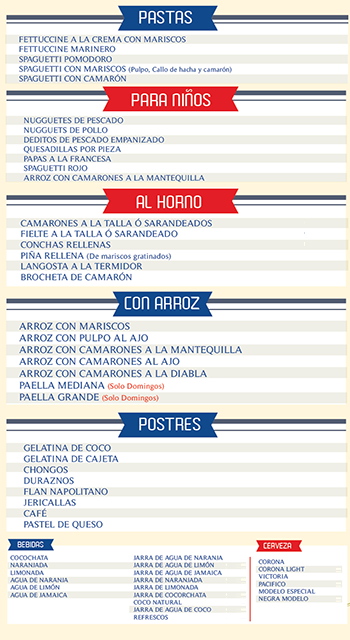 PASTAS
FETTUCCINE A LA CREMA CON MARISCOS
FETTUCCINE MARINERO
SPAGUETTI POMODORO
SPAGUETTI CON MARISCOS (Pulpo, Callo de hacha y camarón)
SPAGUETTI CON CAMARÓN
PARA NIÑOS
NUGGUETES DE PESCADO
NUGGUETS DE POLLO
DEDITOS DE PESCADO EMPANIZADO
QUESADILLAS POR PIEZA
PAPAS A LA FRANCESA
SPAGUETTI ROJO
ARROZ CON CAMARONES A LA MANTEQUILLA
AL HORNO
CAMARONES A LA TALLA Ó SARANDEADOS
FIELTE A LA TALLA Ó SARANDEADO
CONCHAS RELLENAS
PIÑA RELLENA (De mariscos gratinados)
LANGOSTA A LA TERMIDOR
BROCHETA DE CAMARÓN
CON ARROZ
ARROZ CON MARISCOS
ARROZ CON PULPO AL AJO
ARROZ CON CAMARONES A LA MANTEQUILLA
ARROZ CON CAMARONES AL AJO
ARROZ CON CAMARONES A LA DIABLA
PAELLA MEDIANA (Solo Domingos)
PAELLA GRANDE (Solo Domingos)
POSTRES
GELATINA DE COCO
GELATINA DE CAJETA
CHONGOS
DURAZNOS
FLAN NAPOLITANO
JERICALLAS
CAFÉ
PASTEL DE QUESO
BEBIDAS
COCOCHATA
NARANJADA
LIMONADA
AGUA DE NARANJA
AGUA DE LIMÓN
AGUA DE JAMAICA
JARRA DE AGUA DE NARANJA
JARRA DE AGUA DE LIMÓN
JARRA DE AGUA DE JAMAICA
JARRA DE NARANJADA
JARRA DE LIMONADA
JARRA DE COCORCHATA
COCO NATURAL
JARRA DE AGUA DE COCO
REFRESCOS
CERVEZA
CORONA
CORONA LIGHT
VICTORIA
PACIFICO
MODELO ESPECIAL
NEGRA MODELO